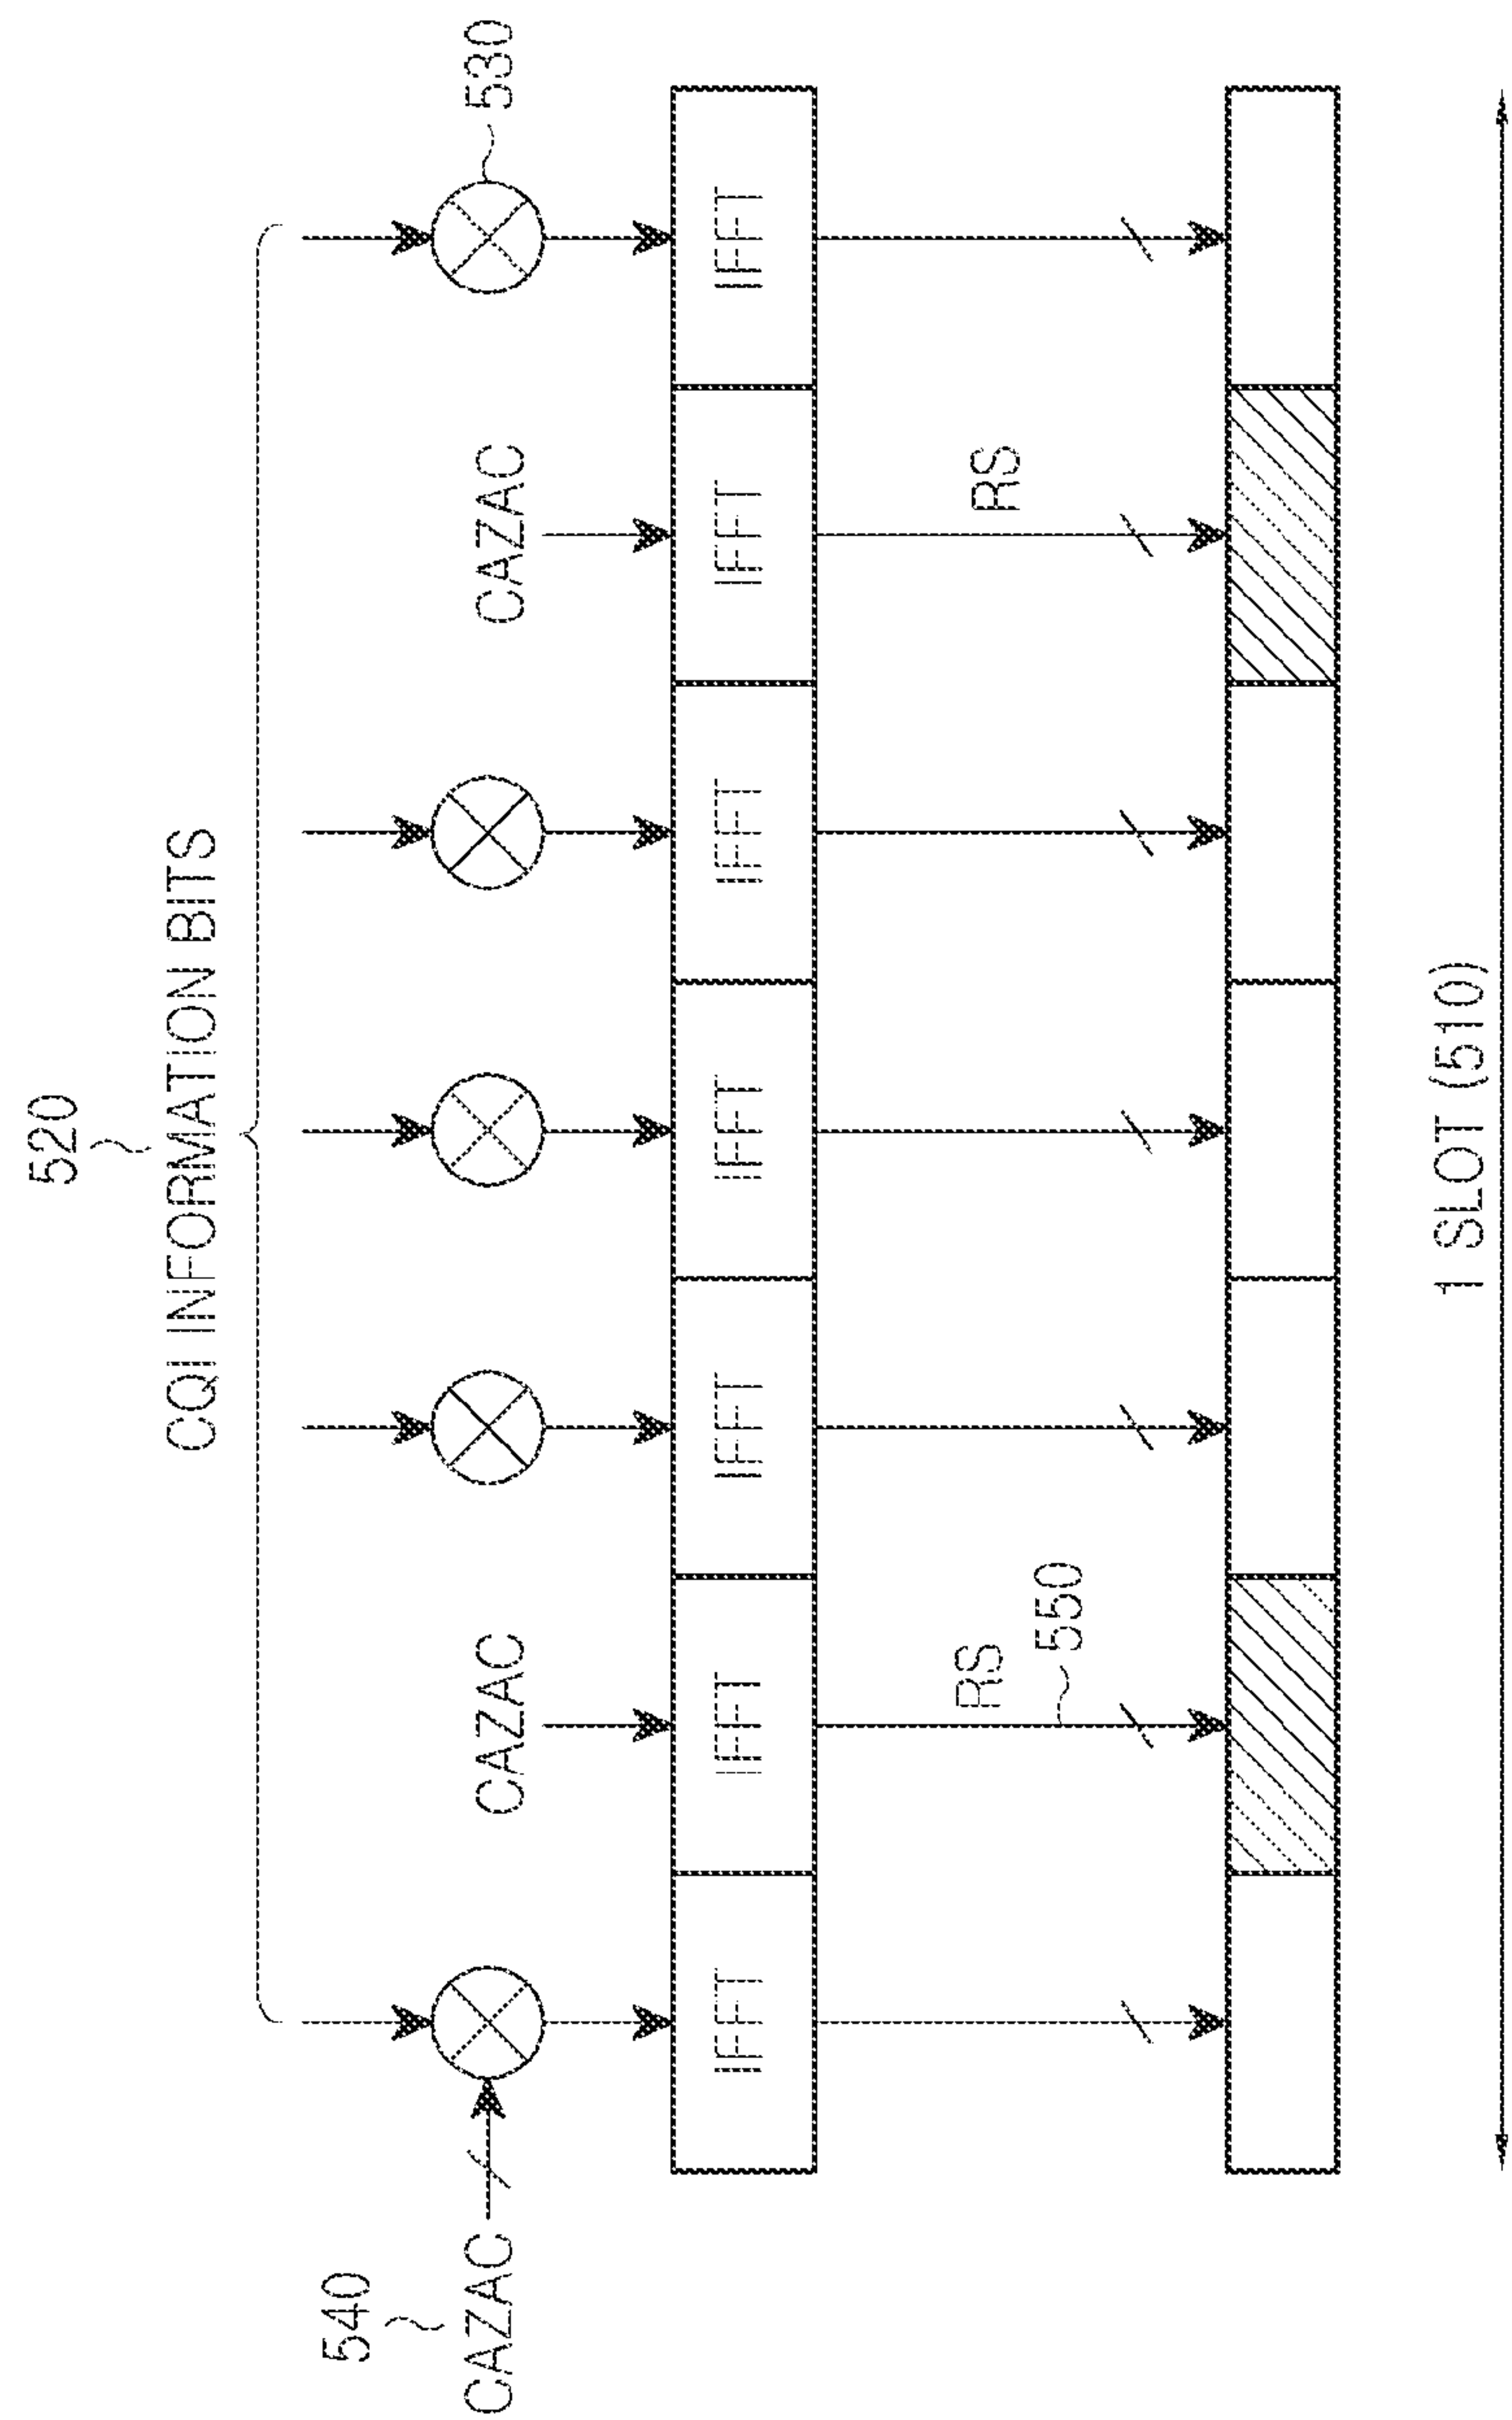 520
CQI INFORMATION BITS
540
CAZAC
CAZAC
CAZAC
530
IFFT
IFFT
IFFT
IFFT
IFFT
IFFT
IFFT
RS
550
RS
1 SLOT (510)